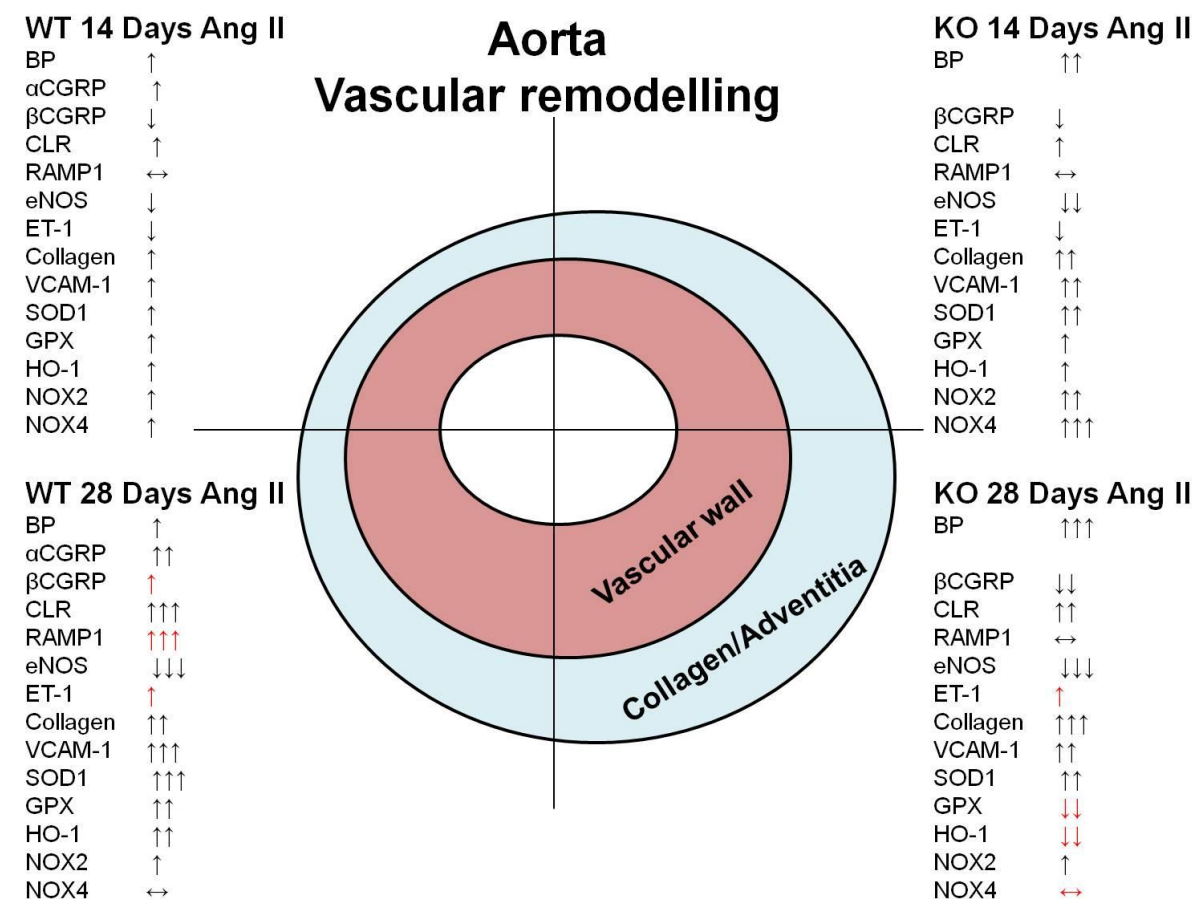 Aorta
Vascular remodelling
WT 14 Days Ang II
BP ↑
αCGRP ↑
βCGRP ↓
CLR ↑
RAMP1 ↔
eNOS ↓
ET-1 ↓
Collagen ↑
VCAM-1 ↑
SOD1 ↑
GPX ↑
HO-1 ↑
NOX2 ↑
NOX4 ↑
KO 14 Days Ang II
BP ↑↑
βCGRP ↓
CLR ↑
RAMP1 ↔
eNOS ↓↓
ET-1 ↓
Collagen ↑↑
VCAM-1 ↑↑
SOD1 ↑↑
GPX ↑
HO-1 ↑
NOX2 ↑↑
NOX4 ↑↑↑
WT 28 Days Ang II
BP ↑
αCGRP ↑↑
βCGRP ↑
CLR ↑↑↑
RAMP1 ↑↑↑
eNOS ↓↓↓
ET-1 ↑
Collagen ↑↑
VCAM-1 ↑↑↑
SOD1 ↑↑↑
GPX ↑↑
HO-1 ↑↑
NOX2 ↑
NOX4 ↔
Vascular wall
Collagen/Adventitia
KO 28 Days Ang II
BP ↑↑↑
βCGRP ↓↓
CLR ↑↑
RAMP1 ↔
eNOS ↓↓↓
ET-1 ↑
Collagen ↑↑↑
VCAM-1 ↑↑
SOD1 ↑↑
GPX ↓↓
HO-1 ↓↓
NOX2 ↑
NOX4 ↔